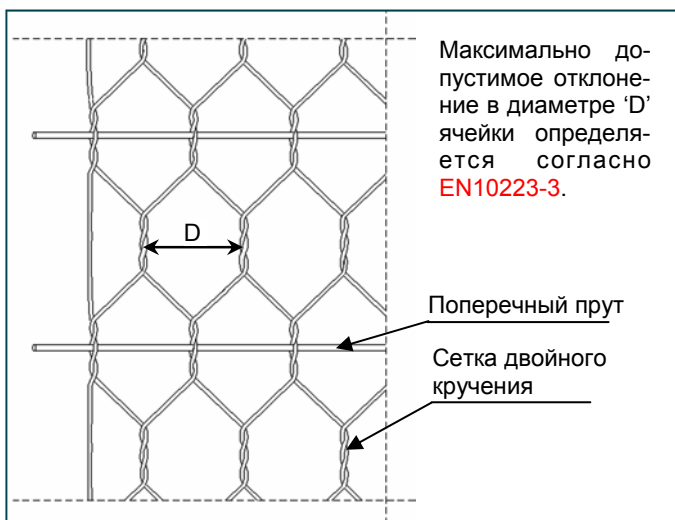 Максимально до-
пустимое отклоне-
ние в диаметре ‘D’
ячейки определя-
ется согласно
EN10223-3.
D
Поперечный прут
Сетка двойного
кручения